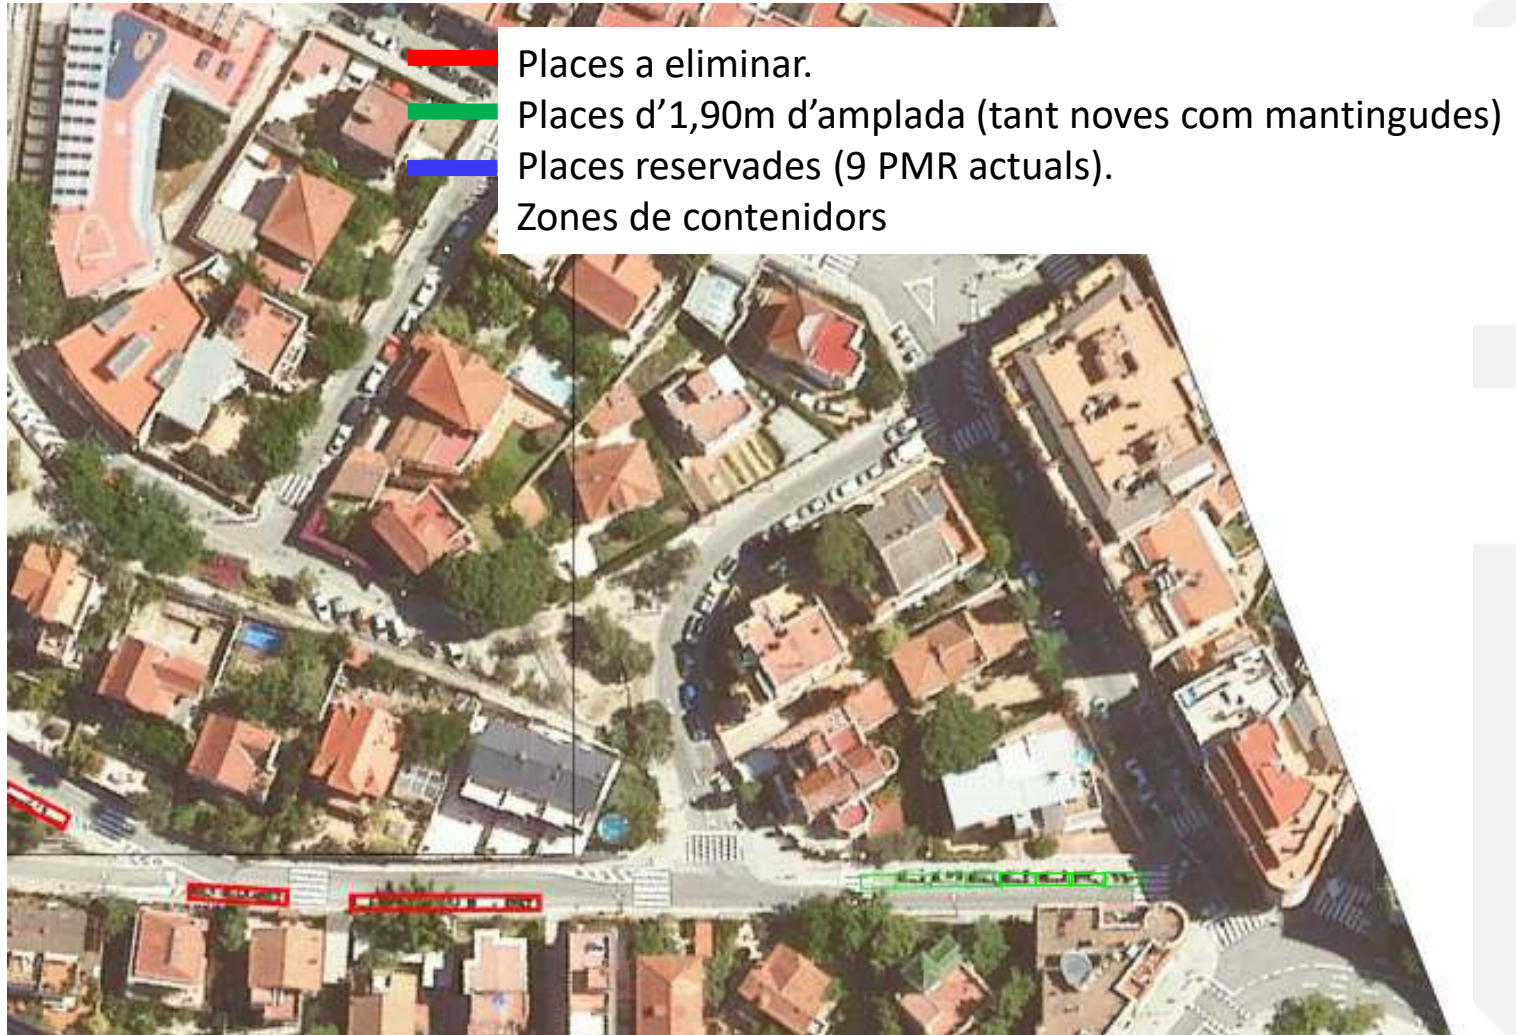 Places a eliminar.
Places d’1,90m d’amplada (tant noves com mantingudes)
Places reservades (9 PMR actuals).
Zones de contenidors